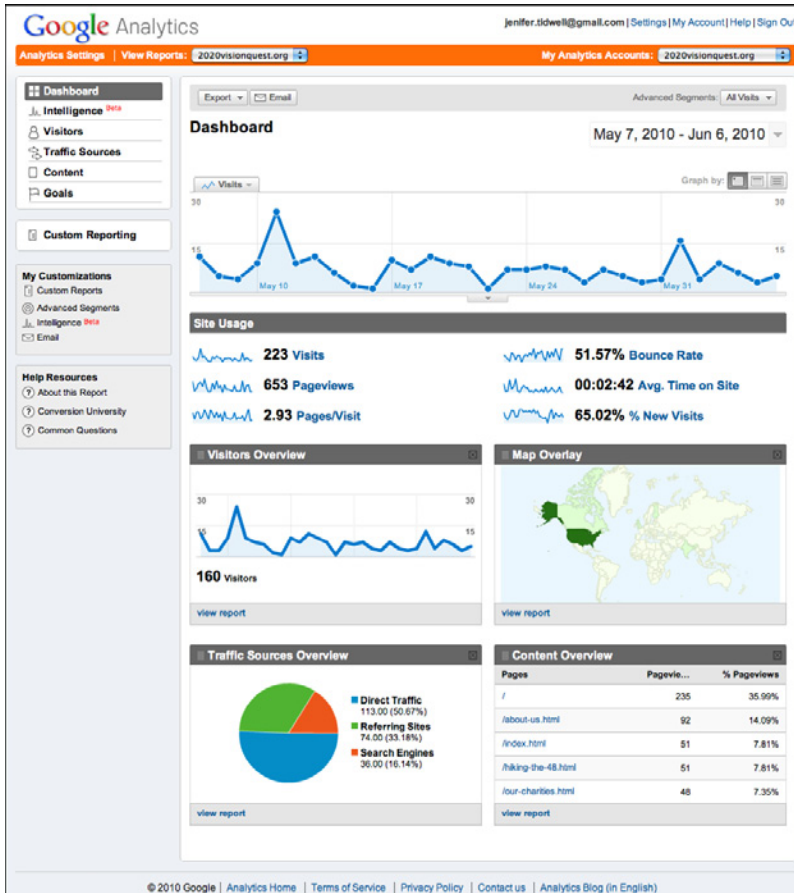 Google Analytics
jenifer.tidwell@gmail.com | Settings | My Account | Help | Sign Out
Analytics Settings | View Reports: 2020visionquest.org
My Analytics Accounts: 2020visionquest.org
Dashboard
Intelligence Beta
Visitors
Traffic Sources
Content
Goals
Custom Reporting
My Customizations
Custom Reports
Advanced Segments
Intelligence Beta
Email
Help Resources
About this Report
Conversion University
Common Questions
Export
Email
Advanced Segments: All Visits
Dashboard
May 7, 2010 - Jun 6, 2010
Visits
Graph by:
30 30
15 15
May 10 May 17 May 24 May 31
Site Usage
223 Visits
51.57% Bounce Rate
653 Pageviews
00:02:42 Avg. Time on Site
2.93 Pages/Visit
65.02% % New Visits
Visitors Overview
30 30
15 15
160 Visitors
view report
Map Overlay
view report
Traffic Sources Overview
Direct Traffic
113.00 (50.67%)
Referring Sites
74.00 (33.18%)
Search Engines
36.00 (16.14%)
view report
Content Overview
Pages Pagevie... % Pageviews
/ 235 35.99%
/about-us.html 92 14.09%
/index.html 51 7.81%
/hiking-the-48.html 51 7.81%
/our-charities.html 48 7.35%
view report
© 2010 Google | Analytics Home | Terms of Service | Privacy Policy | Contact us | Analytics Blog (in English)